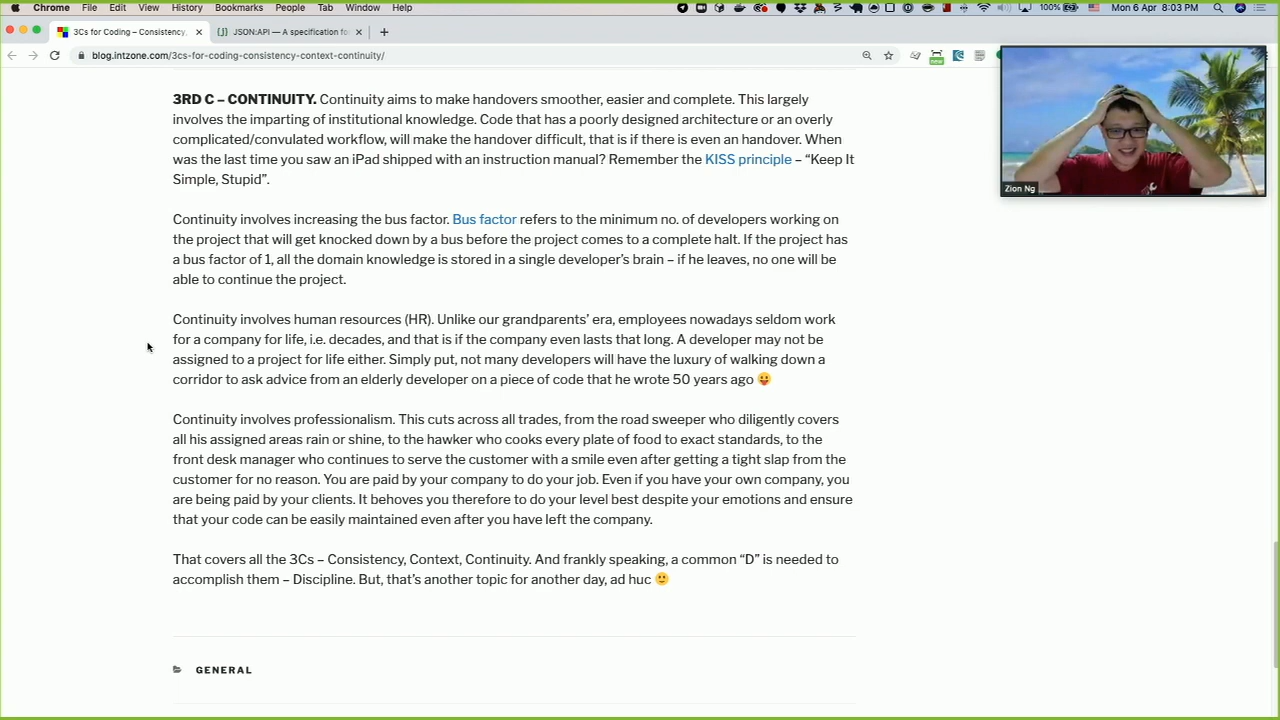 Chrome File Edit View History Bookmarks People Tab Window Help
100% Mon 6 Apr 8:03 PM
3Cs for Coding – Consistency,
JSON:API — A specification fo
blog.intzone.com/3cs-for-coding-consistency-context-continuity/
new
3RD C – CONTINUITY. Continuity aims to make handovers smoother, easier and complete. This largely
involves the imparting of institutional knowledge. Code that has a poorly designed architecture or an overly
complicated/convulated workflow, will make the handover difficult, that is if there is even an handover. When
was the last time you saw an iPad shipped with an instruction manual? Remember the KISS principle – “Keep It
Simple, Stupid”.
Zion Ng
Continuity involves increasing the bus factor. Bus factor refers to the minimum no. of developers working on
the project that will get knocked down by a bus before the project comes to a complete halt. If the project has
a bus factor of 1, all the domain knowledge is stored in a single developer’s brain – if he leaves, no one will be
able to continue the project.
Continuity involves human resources (HR). Unlike our grandparents’ era, employees nowadays seldom work
for a company for life, i.e. decades, and that is if the company even lasts that long. A developer may not be
assigned to a project for life either. Simply put, not many developers will have the luxury of walking down a
corridor to ask advice from an elderly developer on a piece of code that he wrote 50 years ago 😛
Continuity involves professionalism. This cuts across all trades, from the road sweeper who diligently covers
all his assigned areas rain or shine, to the hawker who cooks every plate of food to exact standards, to the
front desk manager who continues to serve the customer with a smile even after getting a tight slap from the
customer for no reason. You are paid by your company to do your job. Even if you have your own company, you
are being paid by your clients. It behoves you therefore to do your level best despite your emotions and ensure
that your code can be easily maintained even after you have left the company.
That covers all the 3Cs – Consistency, Context, Continuity. And frankly speaking, a common “D” is needed to
accomplish them – Discipline. But, that’s another topic for another day, ad huc 🙂
GENERAL